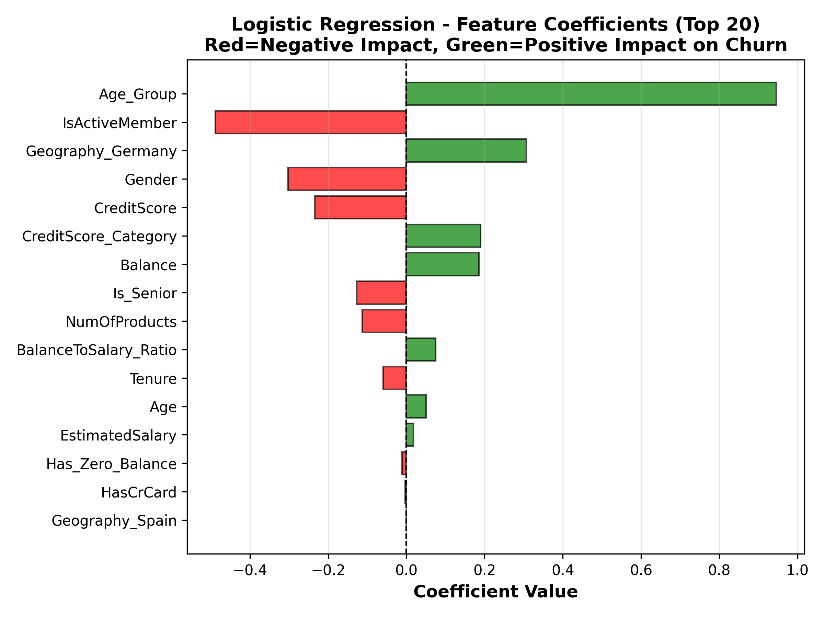 Logistic Regression - Feature Coefficients (Top 20)
Red=Negative Impact, Green=Positive Impact on Churn
Age_Group
IsActiveMember
Geography_Germany
Gender
CreditScore
CreditScore_Category
Balance
Is_Senior
NumOfProducts
BalanceToSalary_Ratio
Tenure
Age
EstimatedSalary
Has_Zero_Balance
HasCrCard
Geography_Spain
−0.4 −0.2 0.0 0.2 0.4 0.6 0.8 1.0
Coefficient Value